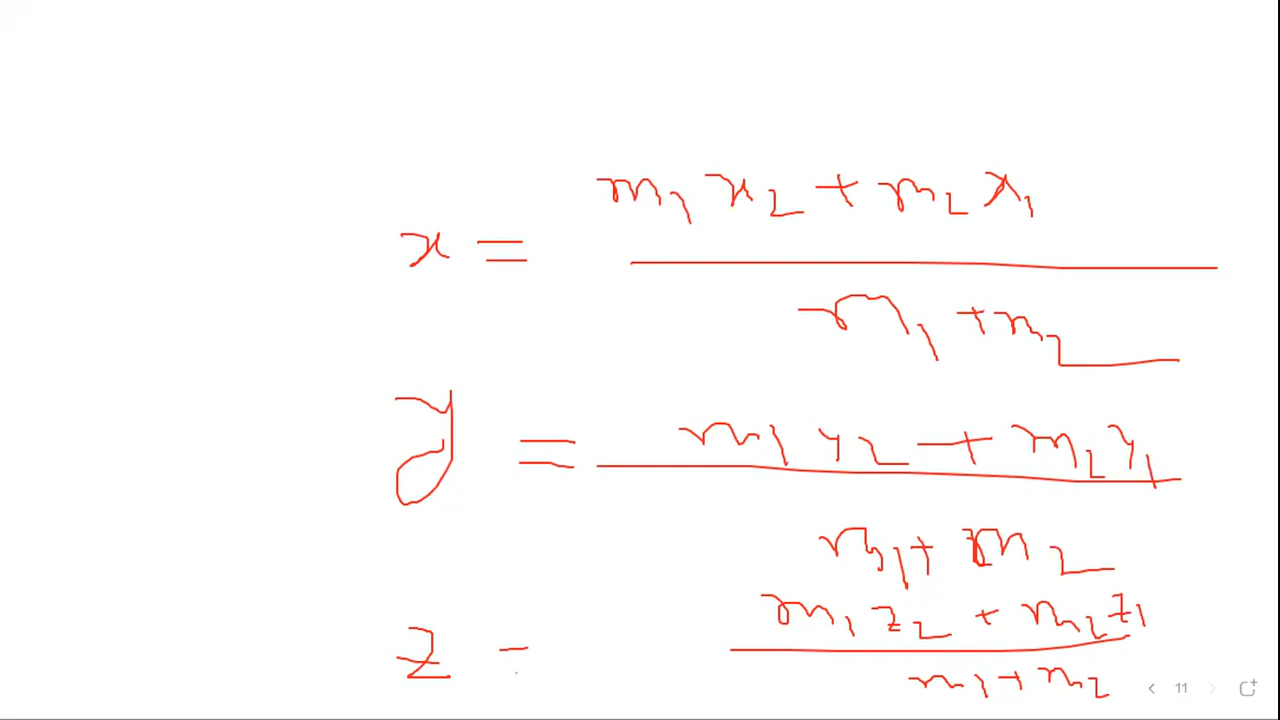 x = (m₁x₂ + m₂x₁) / (m₁ + m₂)
y = (m₁y₂ + m₂y₁) / (m₁ + m₂)
z = (m₁z₂ + m₂z₁) / (m₁ + m₂)
11